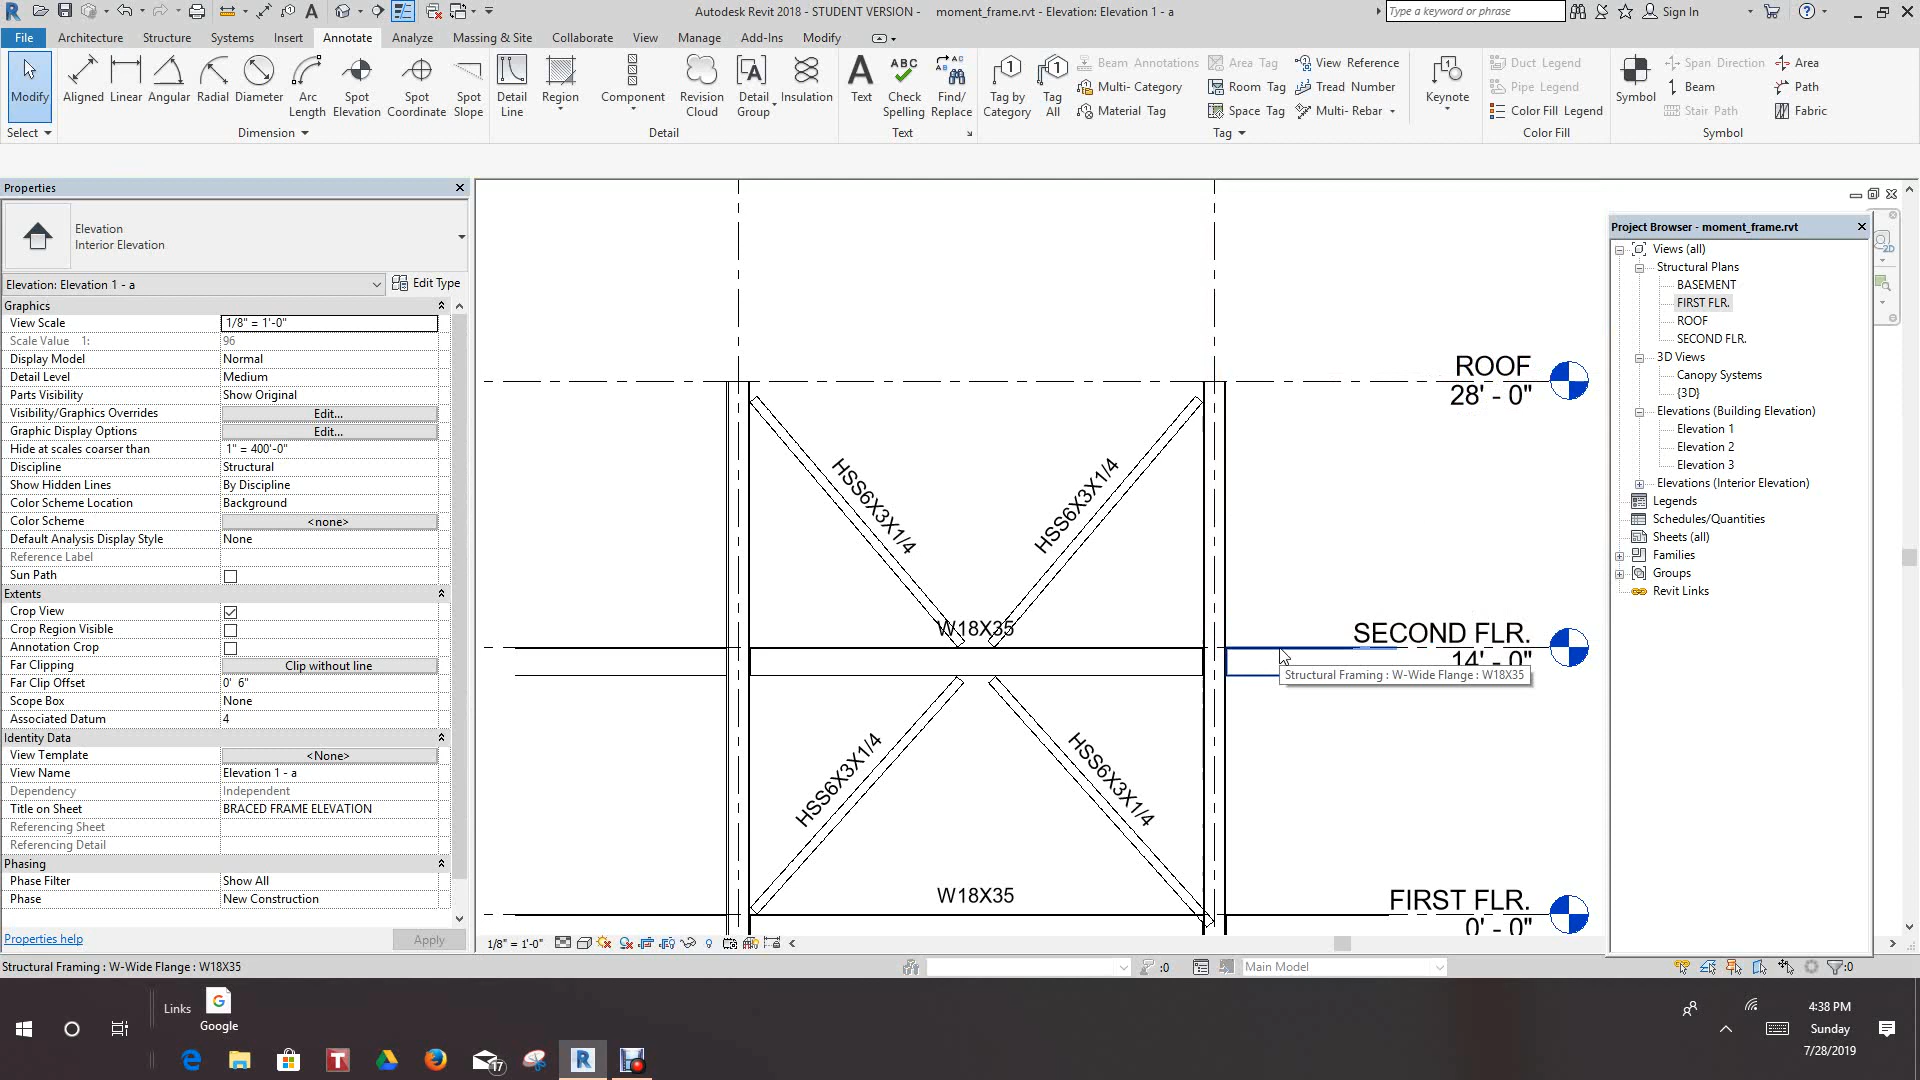 Autodesk Revit 2018 - STUDENT VERSION - moment_frame.rvt - Elevation: Elevation 1 - a
Type a keyword or phrase
Sign In
File Architecture Structure Systems Insert Annotate Analyze Massing & Site Collaborate View Manage Add-Ins Modify
Modify
Aligned Linear Angular Radial Diameter Arc Length Spot Elevation Spot Coordinate Spot Slope
Detail Line Region Component Revision Cloud Detail Group Insulation
Text Check Spelling Find/ Replace
Tag by Category Tag All
Beam Annotations Area Tag View Reference
Multi- Category Room Tag Tread Number
Material Tag Space Tag Multi- Rebar
Keynote
Duct Legend
Pipe Legend
Color Fill Legend
Symbol
Span Direction Area
Beam Path
Stair Path Fabric
Select Dimension Detail Text Tag Color Fill Symbol
Properties
Elevation
Interior Elevation
Elevation: Elevation 1 - a Edit Type
Graphics
View Scale 1/8" = 1'-0"
Scale Value 1: 96
Display Model Normal
Detail Level Medium
Parts Visibility Show Original
Visibility/Graphics Overrides Edit...
Graphic Display Options Edit...
Hide at scales coarser than 1" = 400'-0"
Discipline Structural
Show Hidden Lines By Discipline
Color Scheme Location Background
Color Scheme <none>
Default Analysis Display Style None
Reference Label
Sun Path
Extents
Crop View
Crop Region Visible
Annotation Crop
Far Clipping Clip without line
Far Clip Offset 0' 6"
Scope Box None
Associated Datum 4
Identity Data
View Template <None>
View Name Elevation 1 - a
Dependency Independent
Title on Sheet BRACED FRAME ELEVATION
Referencing Sheet
Referencing Detail
Phasing
Phase Filter Show All
Phase New Construction
Properties help Apply
ROOF
28' - 0"
HSS6X3X1/4
HSS6X3X1/4
W18X35
SECOND FLR.
14' - 0"
Structural Framing : W-Wide Flange : W18X35
HSS6X3X1/4
HSS6X3X1/4
W18X35
FIRST FLR.
0' - 0"
Project Browser - moment_frame.rvt
Views (all)
Structural Plans
BASEMENT
FIRST FLR.
ROOF
SECOND FLR.
3D Views
Canopy Systems
{3D}
Elevations (Building Elevation)
Elevation 1
Elevation 2
Elevation 3
Elevations (Interior Elevation)
Legends
Schedules/Quantities
Sheets (all)
Families
Groups
Revit Links
2D
1/8" = 1'-0"
Structural Framing : W-Wide Flange : W18X35
:0
Main Model
:0
Links
Google
17
4:38 PM
Sunday
7/28/2019